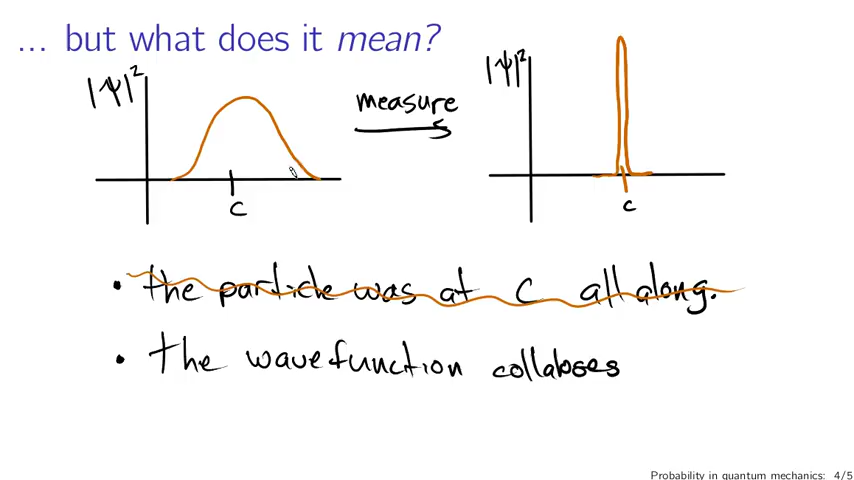 ... but what does it mean?
|Ψ|² measure |Ψ|²
C c
• the particle was at C all along.
• the wavefunction collabses
Probability in quantum mechanics: 4/5